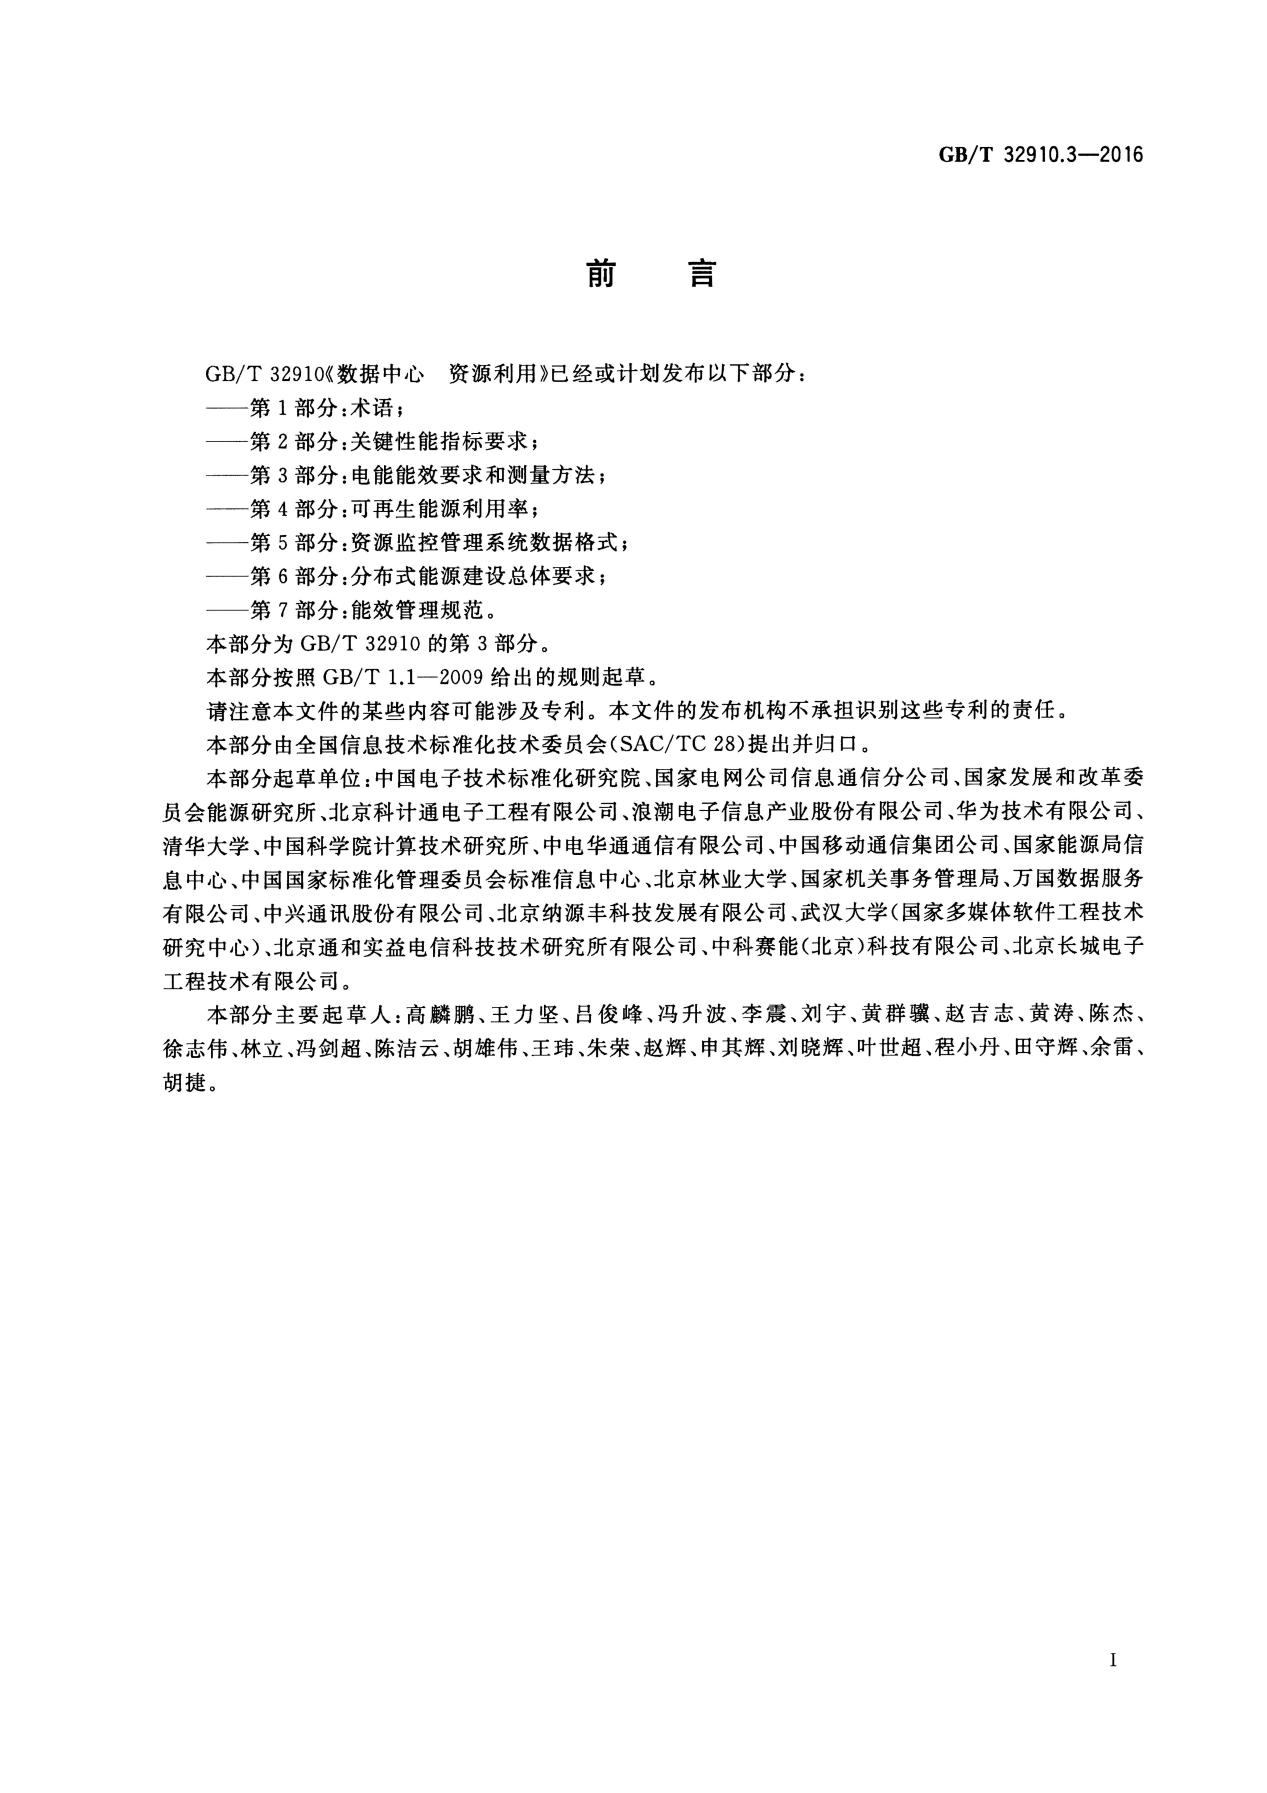 GB/T 32910.3—2016
前 言
GB/T 32910《数据中心 资源利用》已经或计划发布以下部分：
——第 1 部分：术语；
——第 2 部分：关键性能指标要求；
——第 3 部分：电能能效要求和测量方法；
——第 4 部分：可再生能源利用率；
——第 5 部分：资源监控管理系统数据格式；
——第 6 部分：分布式能源建设总体要求；
——第 7 部分：能效管理规范。
本部分为 GB/T 32910 的第 3 部分。
本部分按照 GB/T 1.1—2009 给出的规则起草。
请注意本文件的某些内容可能涉及专利。本文件的发布机构不承担识别这些专利的责任。
本部分由全国信息技术标准化技术委员会(SAC/TC 28)提出并归口。
本部分起草单位：中国电子技术标准化研究院、国家电网公司信息通信分公司、国家发展和改革委
员会能源研究所、北京科计通电子工程有限公司、浪潮电子信息产业股份有限公司、华为技术有限公司、
清华大学、中国科学院计算技术研究所、中电华通通信有限公司、中国移动通信集团公司、国家能源局信
息中心、中国国家标准化管理委员会标准信息中心、北京林业大学、国家机关事务管理局、万国数据服务
有限公司、中兴通讯股份有限公司、北京纳源丰科技发展有限公司、武汉大学(国家多媒体软件工程技术
研究中心)、北京通和实益电信科技技术研究所有限公司、中科赛能(北京)科技有限公司、北京长城电子
工程技术有限公司。
本部分主要起草人：高麟鹏、王力坚、吕俊峰、冯升波、李震、刘宇、黄群骥、赵吉志、黄涛、陈杰、
徐志伟、林立、冯剑超、陈洁云、胡雄伟、王玮、朱荣、赵辉、申其辉、刘晓辉、叶世超、程小丹、田守辉、余雷、
胡捷。
I